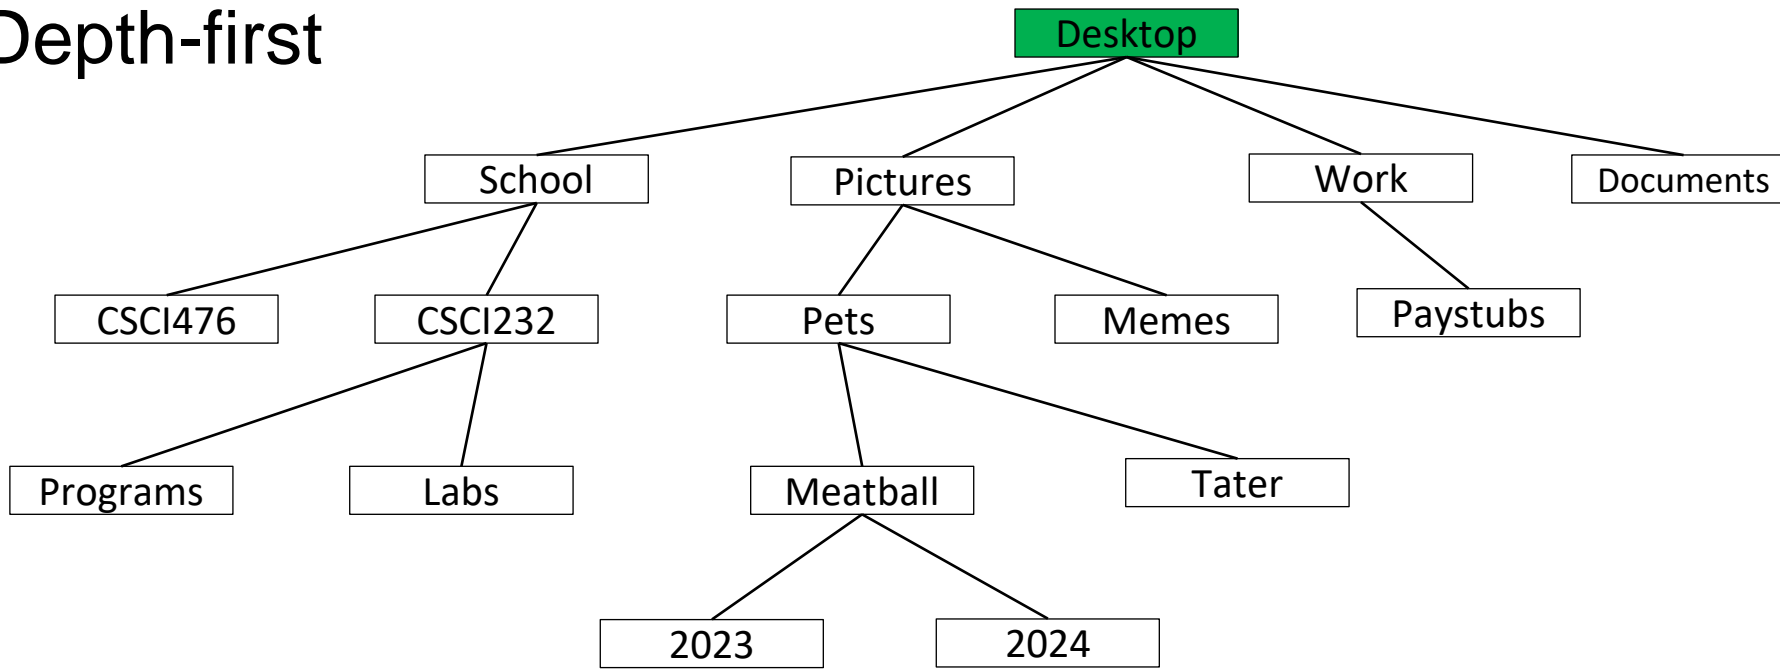 Depth-first
Desktop
School
Pictures
Work
Documents
CSCI476
CSCI232
Pets
Memes
Paystubs
Programs
Labs
Meatball
Tater
2023
2024